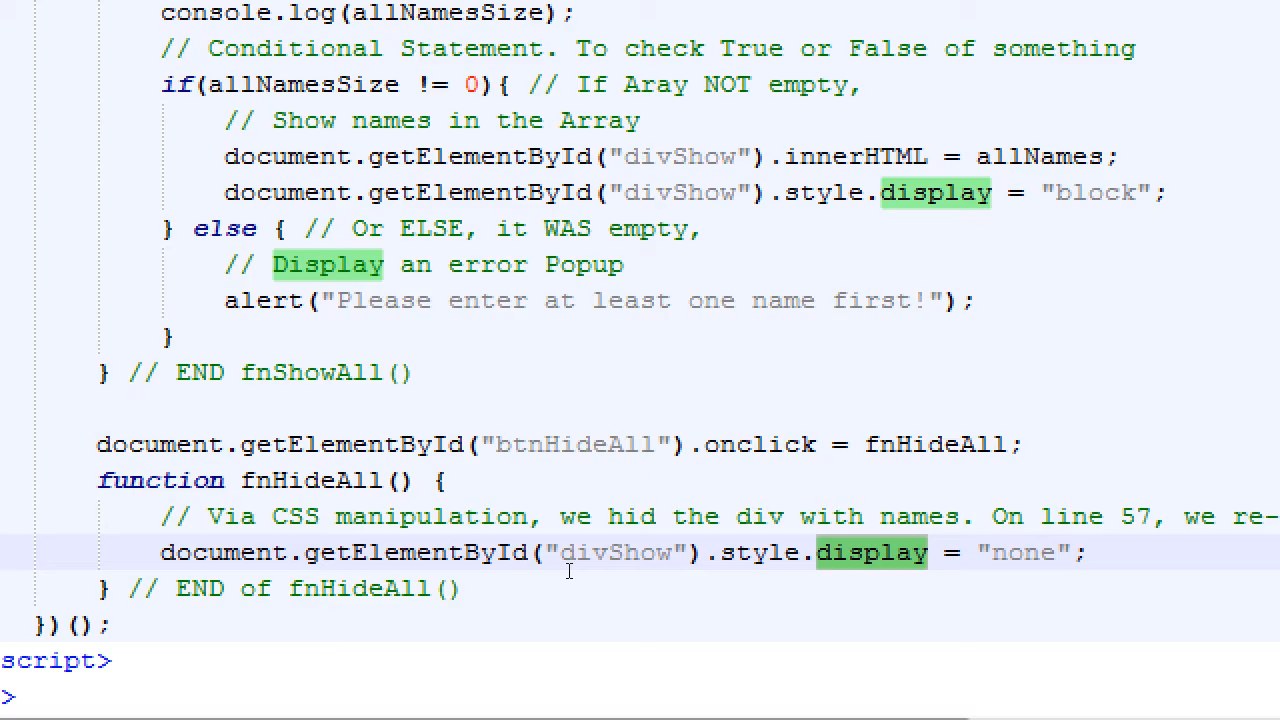 console.log(allNamesSize);
// Conditional Statement. To check True or False of something
if(allNamesSize != 0){ // If Aray NOT empty,
// Show names in the Array
document.getElementById("divShow").innerHTML = allNames;
document.getElementById("divShow").style.display = "block";
} else { // Or ELSE, it WAS empty,
// Display an error Popup
alert("Please enter at least one name first!");
}
} // END fnShowAll()
document.getElementById("btnHideAll").onclick = fnHideAll;
function fnHideAll() {
// Via CSS manipulation, we hid the div with names. On line 57, we re-
document.getElementById("divShow").style.display = "none";
} // END of fnHideAll()
})();
script>
>